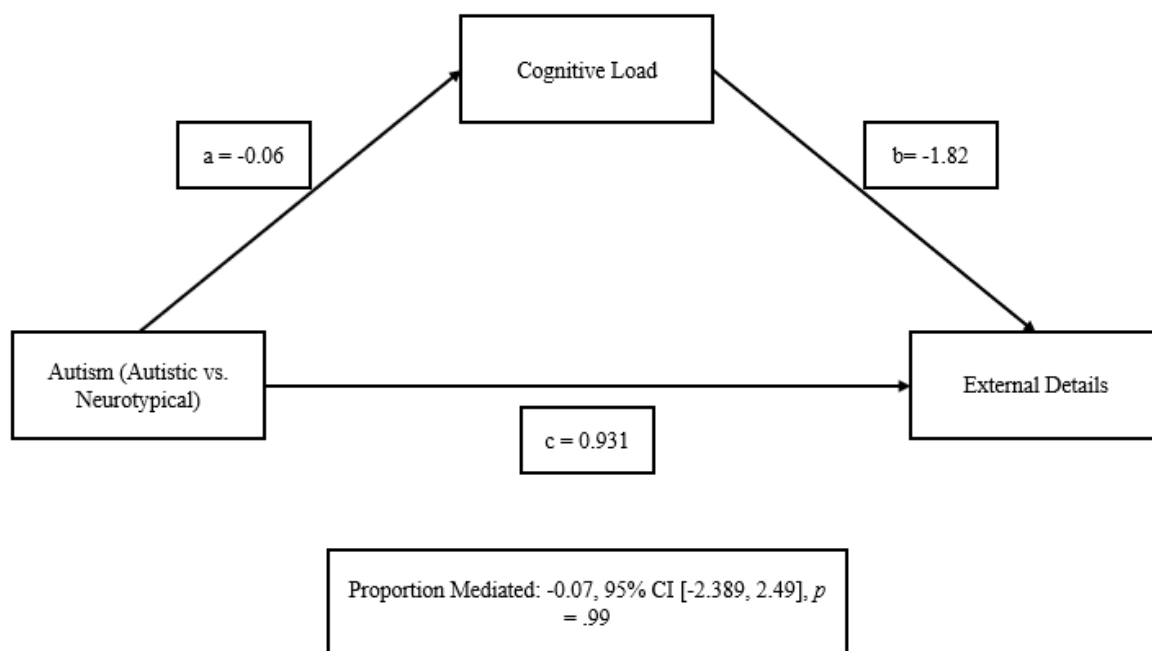 Cognitive Load
a = -0.06
b= -1.82
Autism (Autistic vs.
Neurotypical)
External Details
c = 0.931
Proportion Mediated: -0.07, 95% CI [-2.389, 2.49], p
= .99